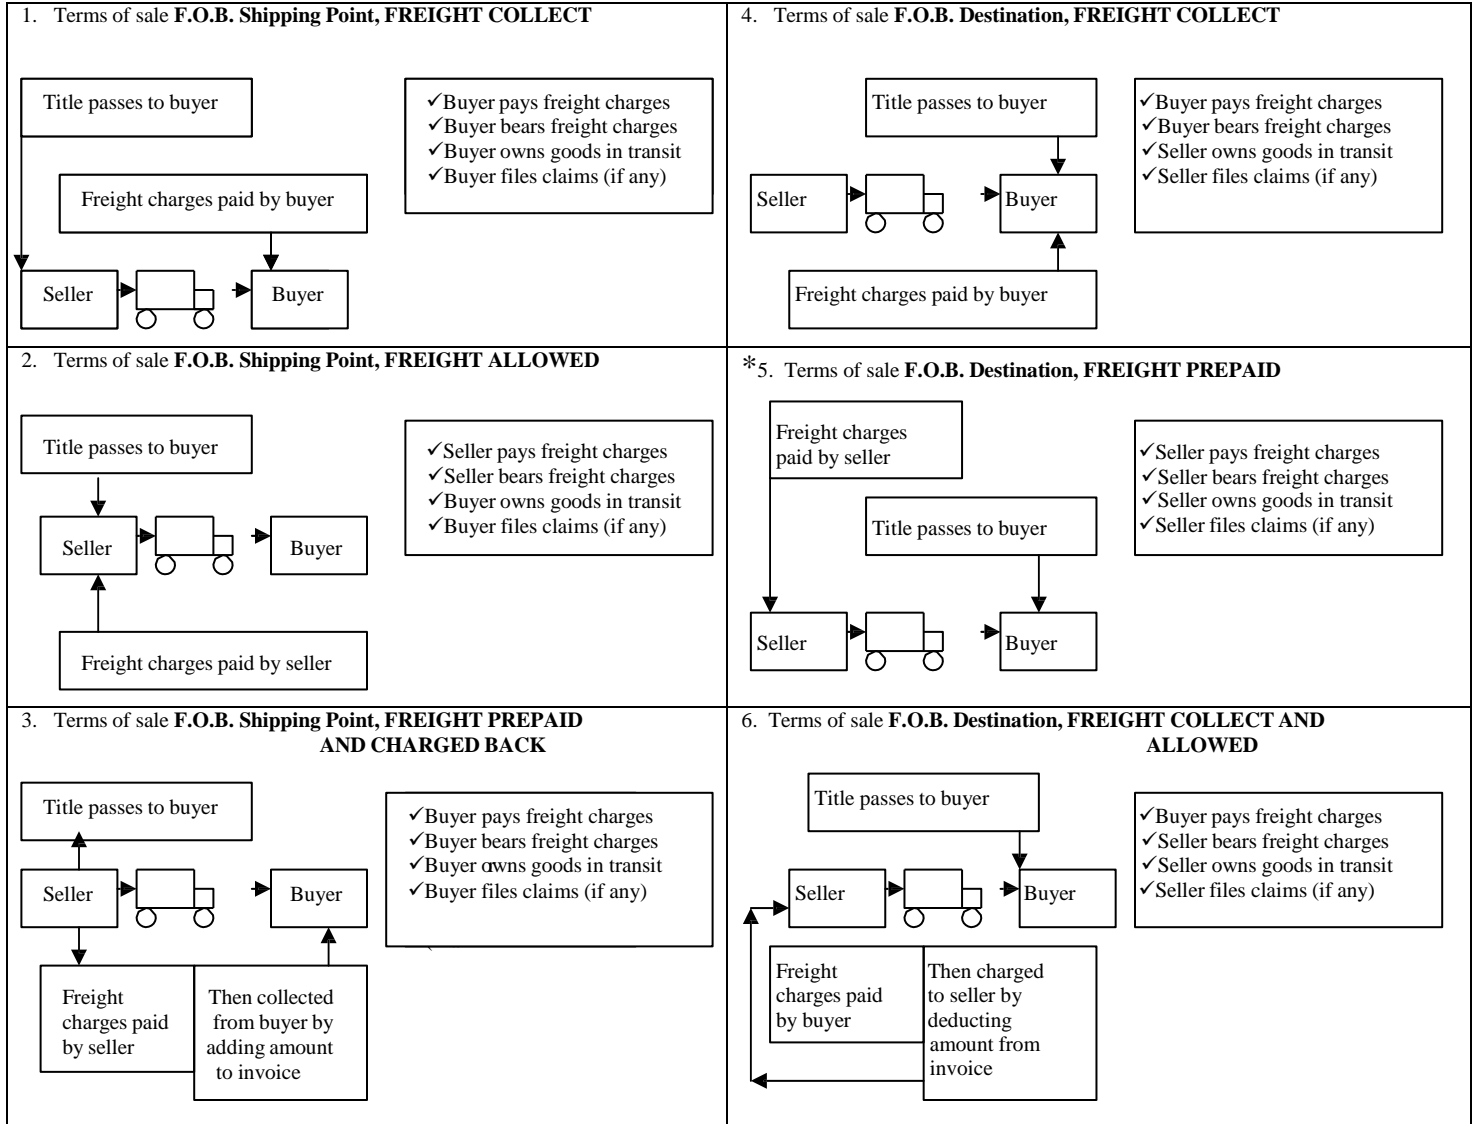 1. Terms of sale F.O.B. Shipping Point, FREIGHT COLLECT
Title passes to buyer
✓Buyer pays freight charges
✓Buyer bears freight charges
✓Buyer owns goods in transit
✓Buyer files claims (if any)
Freight charges paid by buyer
Seller
Buyer
2. Terms of sale F.O.B. Shipping Point, FREIGHT ALLOWED
Title passes to buyer
✓Seller pays freight charges
✓Seller bears freight charges
✓Buyer owns goods in transit
✓Buyer files claims (if any)
Seller
Buyer
Freight charges paid by seller
3. Terms of sale F.O.B. Shipping Point, FREIGHT PREPAID
AND CHARGED BACK
Title passes to buyer
✓Buyer pays freight charges
✓Buyer bears freight charges
✓Buyer owns goods in transit
✓Buyer files claims (if any)
Seller
Buyer
Freight
charges paid
by seller
Then collected
from buyer by
adding amount
to invoice
4. Terms of sale F.O.B. Destination, FREIGHT COLLECT
Title passes to buyer
✓Buyer pays freight charges
✓Buyer bears freight charges
✓Seller owns goods in transit
✓Seller files claims (if any)
Seller
Buyer
Freight charges paid by buyer
*5. Terms of sale F.O.B. Destination, FREIGHT PREPAID
Freight charges
paid by seller
✓Seller pays freight charges
✓Seller bears freight charges
✓Seller owns goods in transit
✓Seller files claims (if any)
Title passes to buyer
Seller
Buyer
6. Terms of sale F.O.B. Destination, FREIGHT COLLECT AND
ALLOWED
Title passes to buyer
✓Buyer pays freight charges
✓Seller bears freight charges
✓Seller owns goods in transit
✓Seller files claims (if any)
Seller
Buyer
Freight
charges paid
by buyer
Then charged
to seller by
deducting
amount from
invoice